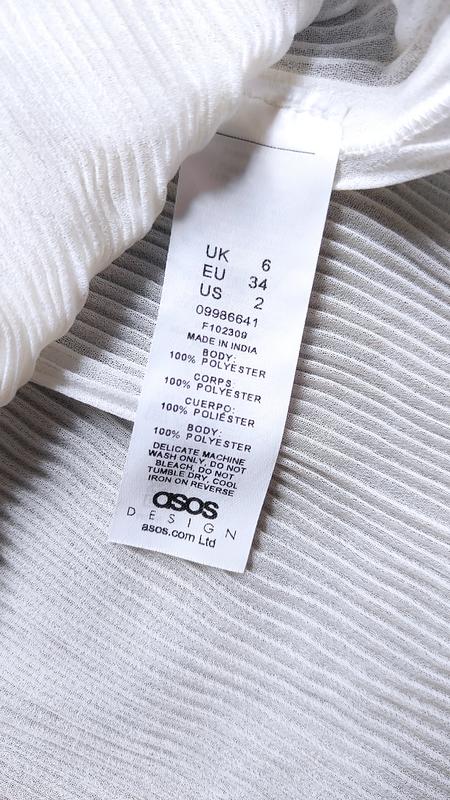 UK 6
EU 34
US 2
09986641
F102309
MADE IN INDIA
BODY:
100% POLYESTER
CORPS:
100% POLYESTER
CUERPO:
100% POLIÉSTER
BODY:
100% POLYESTER
DELICATE MACHINE
WASH ONLY, DO NOT
BLEACH, DO NOT
TUMBLE DRY, COOL
IRON ON REVERSE
asos
DESIGN
asos.com Ltd